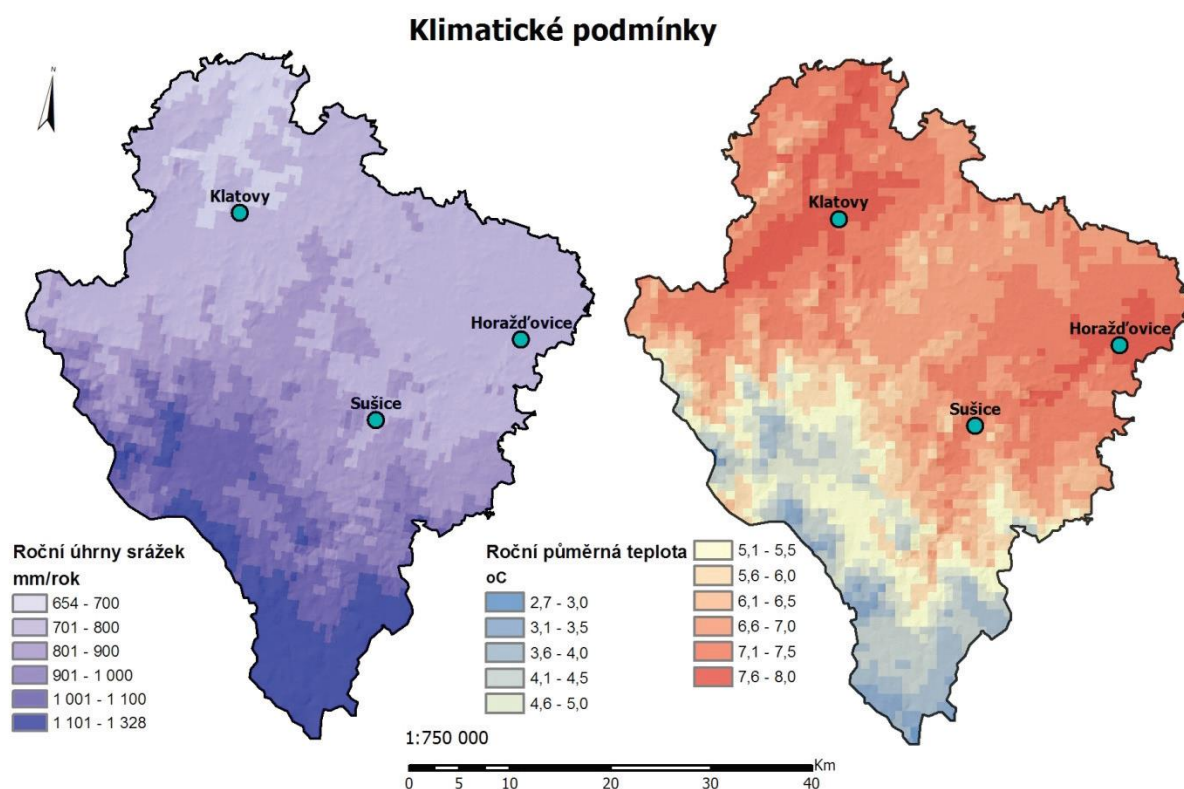 Klimatické podmínky
N
Klatovy
Horažďovice
Sušice
Klatovy
Horažďovice
Sušice
Roční úhrny srážek
mm/rok
654 - 700
701 - 800
801 - 900
901 - 1 000
1 001 - 1 100
1 101 - 1 328
Roční půměrná teplota
oC
2,7 - 3,0
3,1 - 3,5
3,6 - 4,0
4,1 - 4,5
4,6 - 5,0
5,1 - 5,5
5,6 - 6,0
6,1 - 6,5
6,6 - 7,0
7,1 - 7,5
7,6 - 8,0
1:750 000
Km
0 5 10 20 30 40